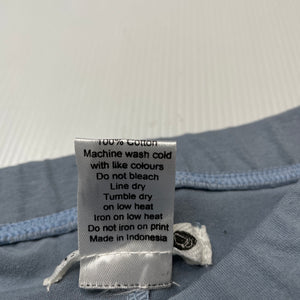 100% Cotton
Machine wash cold
with like colours
Do not bleach
Line dry
Tumble dry
on low heat
Iron on low heat
Do not iron on print
Made in Indonesia